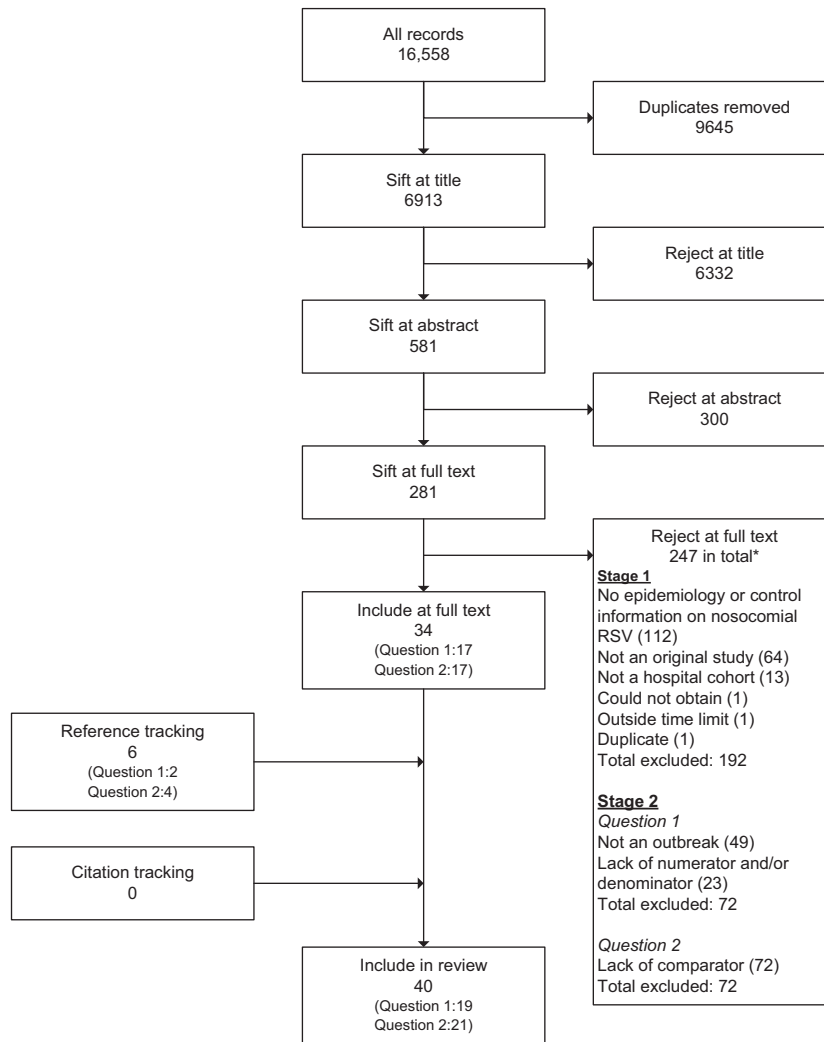 All records
16,558
Duplicates removed
9645
Sift at title
6913
Reject at title
6332
Sift at abstract
581
Reject at abstract
300
Sift at full text
281
Reject at full text
247 in total*
Stage 1
No epidemiology or control
information on nosocomial
RSV (112)
Not an original study (64)
Not a hospital cohort (13)
Could not obtain (1)
Outside time limit (1)
Duplicate (1)
Total excluded: 192
Stage 2
Question 1
Not an outbreak (49)
Lack of numerator and/or
denominator (23)
Total excluded: 72
Question 2
Lack of comparator (72)
Total excluded: 72
Include at full text
34
(Question 1:17
Question 2:17)
Reference tracking
6
(Question 1:2
Question 2:4)
Citation tracking
0
Include in review
40
(Question 1:19
Question 2:21)